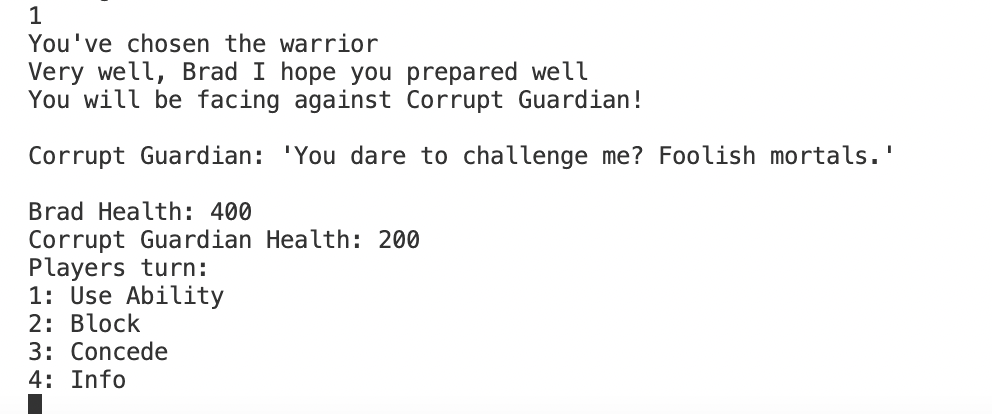 1
You've chosen the warrior
Very well, Brad I hope you prepared well
You will be facing against Corrupt Guardian!
Corrupt Guardian: 'You dare to challenge me? Foolish mortals.'
Brad Health: 400
Corrupt Guardian Health: 200
Players turn:
1: Use Ability
2: Block
3: Concede
4: Info